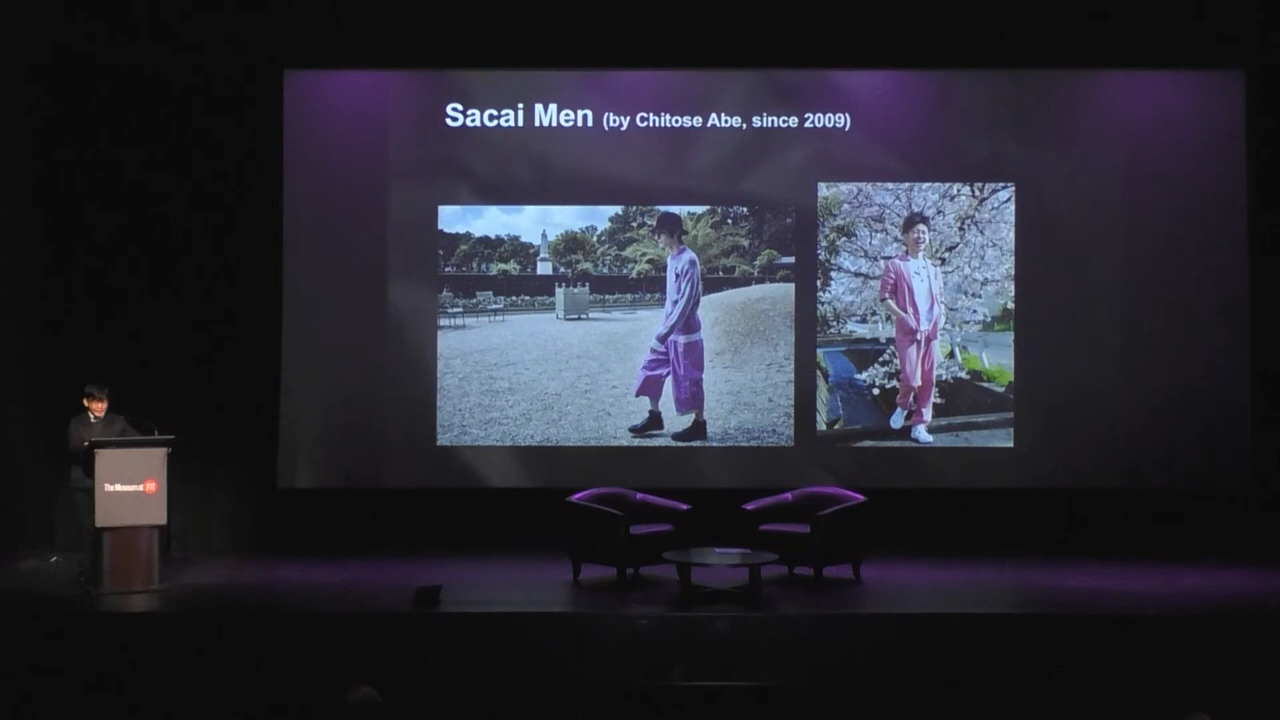 Sacai Men (by Chitose Abe, since 2009)
The Museum at FIT